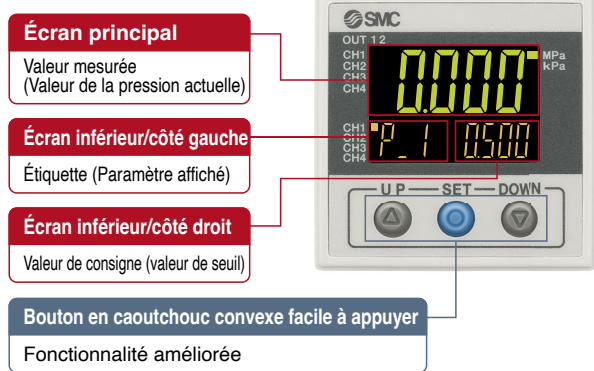 Écran principal
Valeur mesurée
(Valeur de la pression actuelle)
Écran inférieur/côté gauche
Étiquette (Paramètre affiché)
Écran inférieur/côté droit
Valeur de consigne (valeur de seuil)
Bouton en caoutchouc convexe facile à appuyer
Fonctionnalité améliorée
SMC
OUT 1 2
CH1
CH2
CH3
CH4
0.000
MPa
kPa
CH1
CH2
CH3
CH4
P_1
0.500
UP SET DOWN